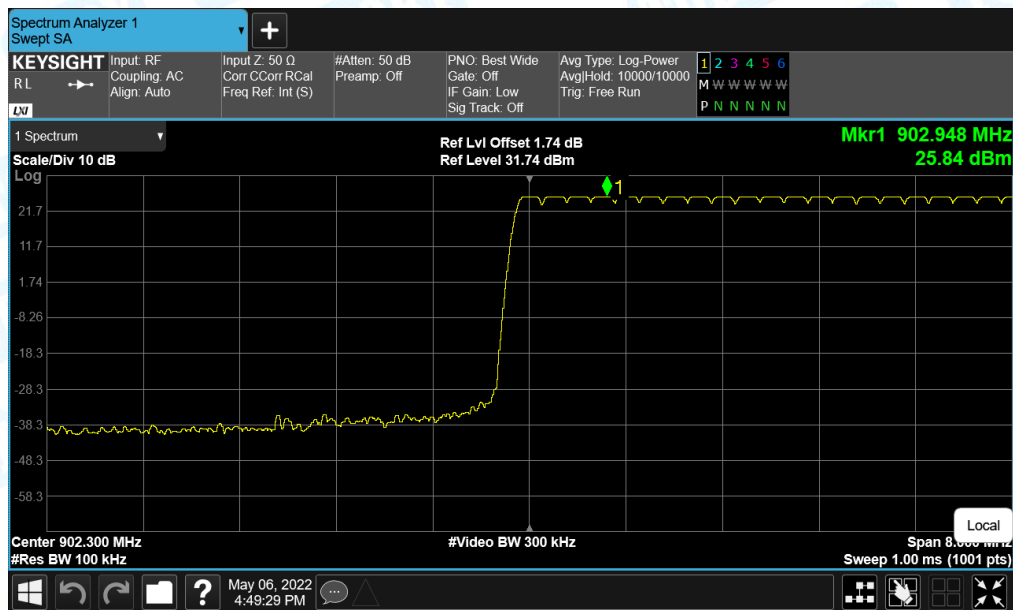 Spectrum Analyzer 1
Swept SA
+
KEYSIGHT
RL
LXI
Input: RF
Coupling: AC
Align: Auto
Input Z: 50 Ω
Corr CCorr RCal
Freq Ref: Int (S)
#Atten: 50 dB
Preamp: Off
PNO: Best Wide
Gate: Off
IF Gain: Low
Sig Track: Off
Avg Type: Log-Power
Avg|Hold: 10000/10000
Trig: Free Run
1 2 3 4 5 6
M W W W W W
P N N N N N
1 Spectrum
Scale/Div 10 dB
Ref Lvl Offset 1.74 dB
Ref Level 31.74 dBm
Mkr1 902.948 MHz
25.84 dBm
Log
1
21.7
11.7
1.74
-8.26
-18.3
-28.3
-38.3
-48.3
-58.3
Local
Center 902.300 MHz
#Video BW 300 kHz
Span 8.000 MHz
#Res BW 100 kHz
Sweep 1.00 ms (1001 pts)
?
May 06, 2022
4:49:29 PM